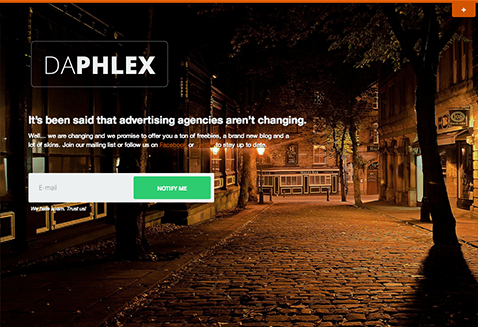 +
DAPHLEX
It's been said that advertising agencies aren't changing.
Well... we are changing and we promise to offer you a ton of freebies, a brand new blog and a
lot of skins. Join our mailing list or follow us on Facebook or to stay up to date.
E-mail
NOTIFY ME
We hate spam. Trust us!